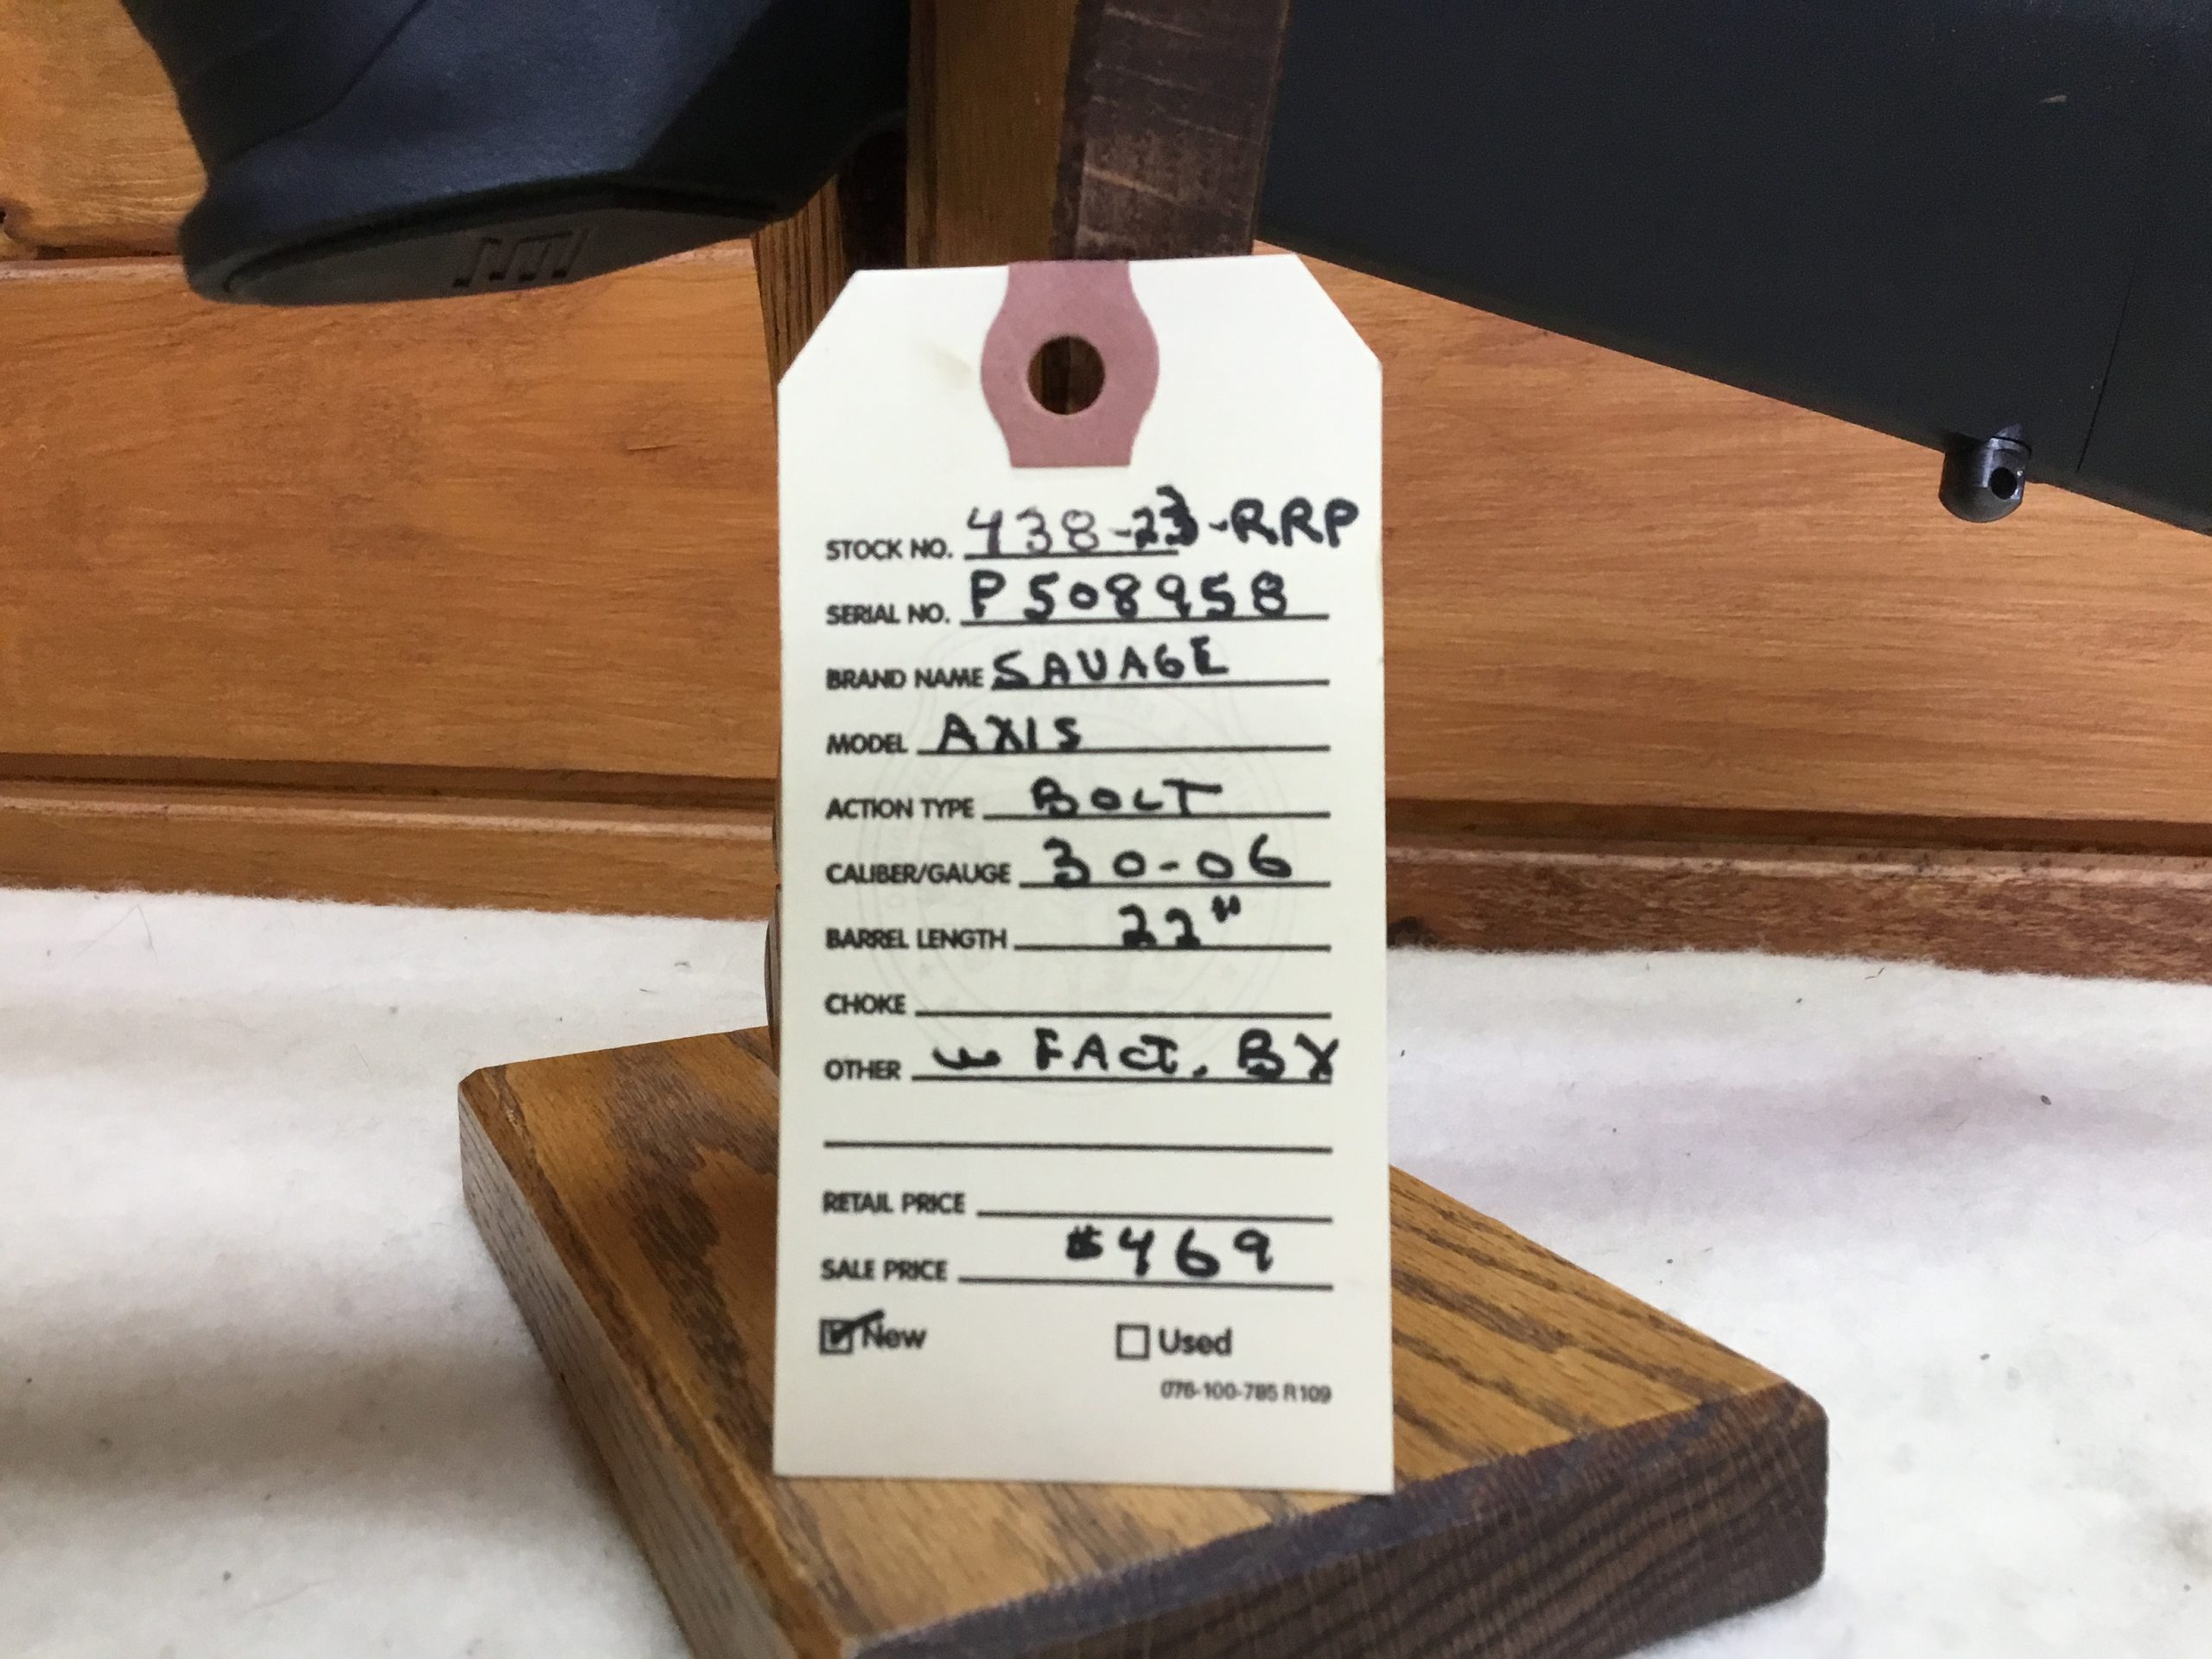 STOCK NO. 438-23-RRP
SERIAL NO. P508958
BRAND NAME SAVAGE
MODEL AXIS
ACTION TYPE BOLT
CALIBER/GAUGE 30-06
BARREL LENGTH 22"
CHOKE
OTHER w FACT. BX
RETAIL PRICE
SALE PRICE $469
New Used
076-100-785 R109